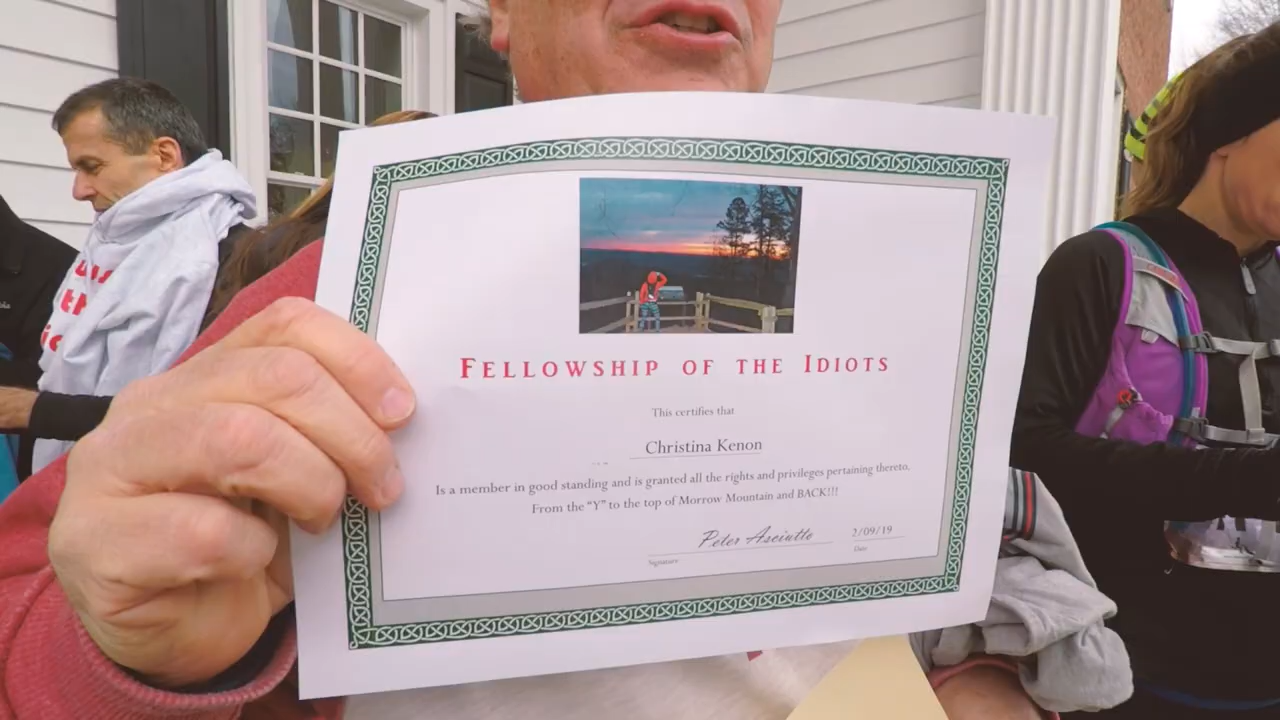 FELLOWSHIP OF THE IDIOTS
This certifies that
Christina Kenon
Is a member in good standing and is granted all the rights and privileges pertaining thereto.
From the "Y" to the top of Morrow Mountain and BACK!!!
Peter Asciutto 2/09/19
Signature Date